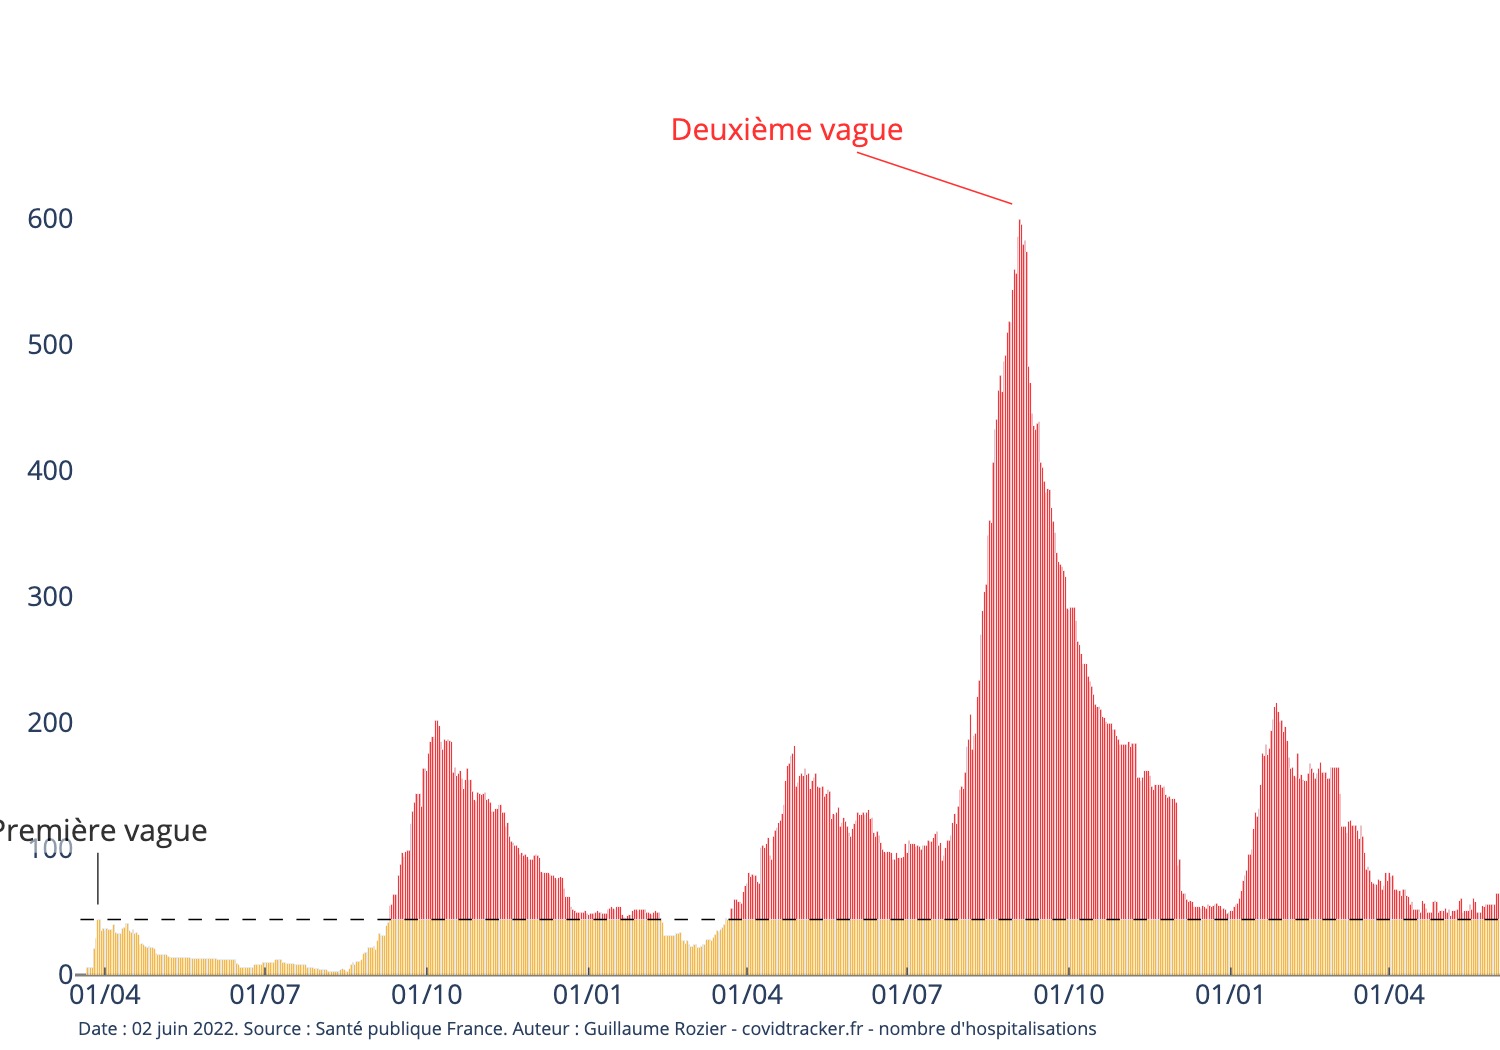 Deuxième vague
600
500
400
300
200
Première vague
100
0
01/04 01/07 01/10 01/01 01/04 01/07 01/10 01/01 01/04
Date : 02 juin 2022. Source : Santé publique France. Auteur : Guillaume Rozier - covidtracker.fr - nombre d'hospitalisations